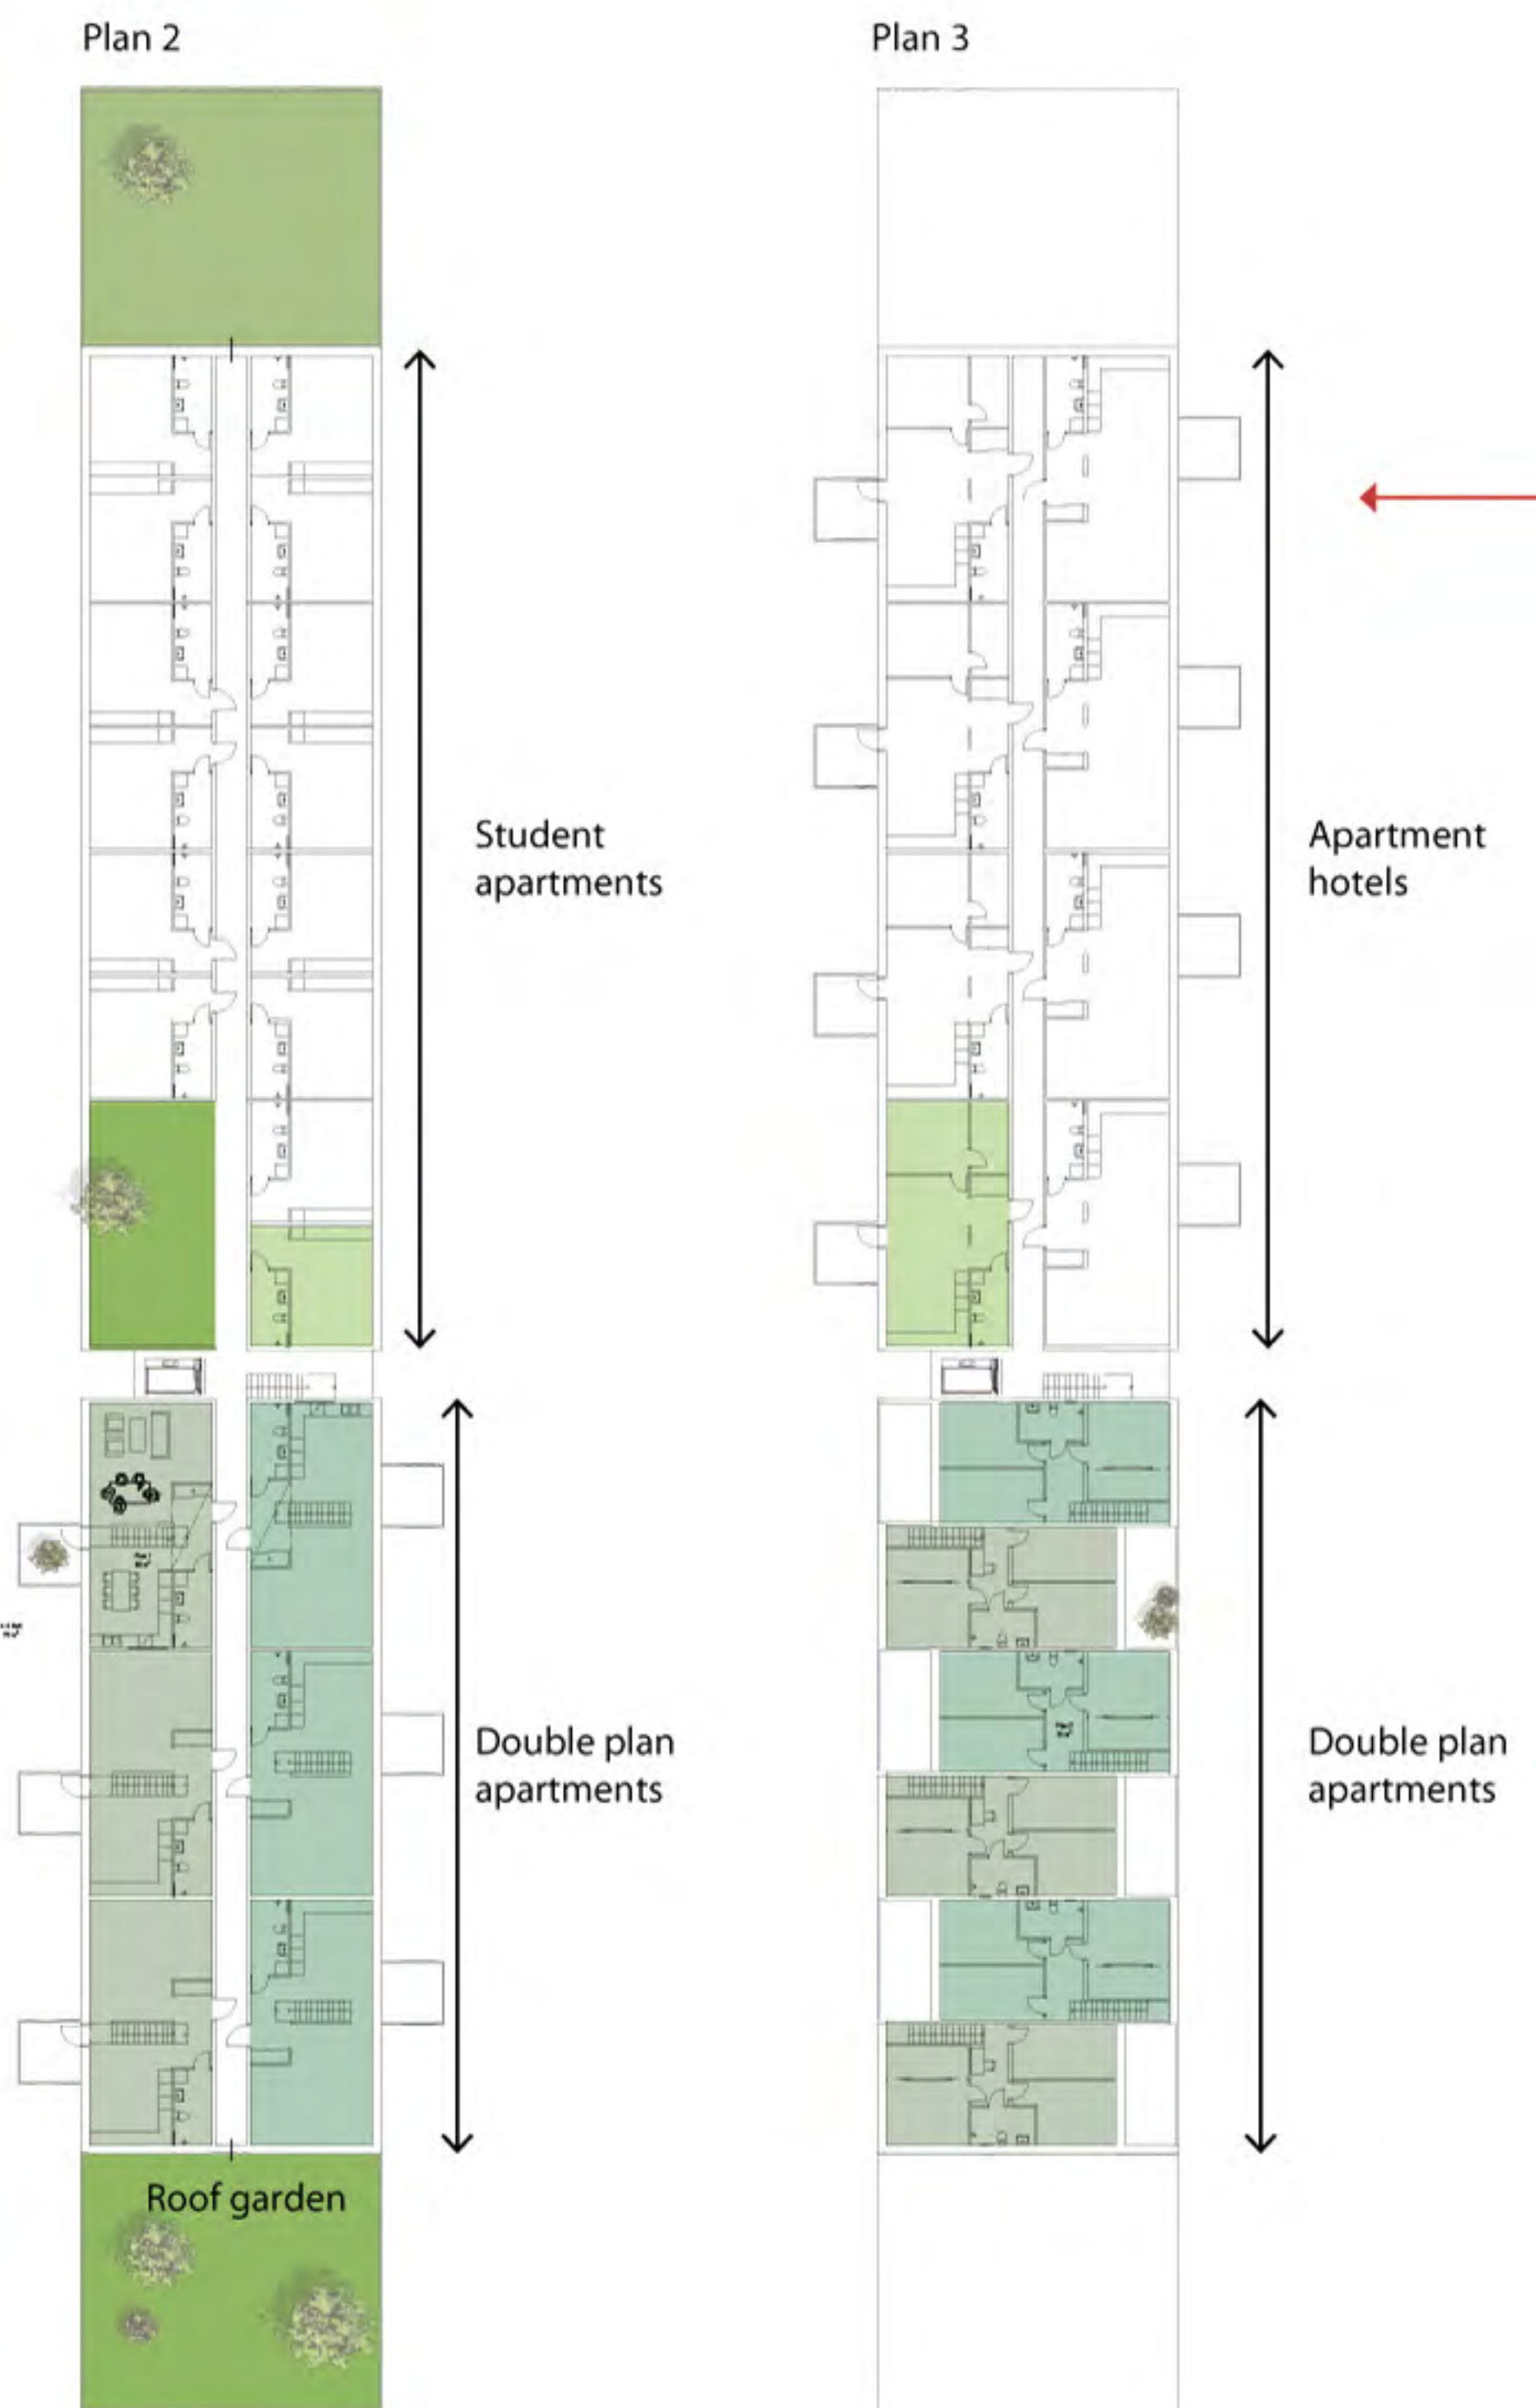 Plan 2
Plan 3
Student
apartments
Apartment
hotels
Double plan
apartments
Double plan
apartments
Roof garden